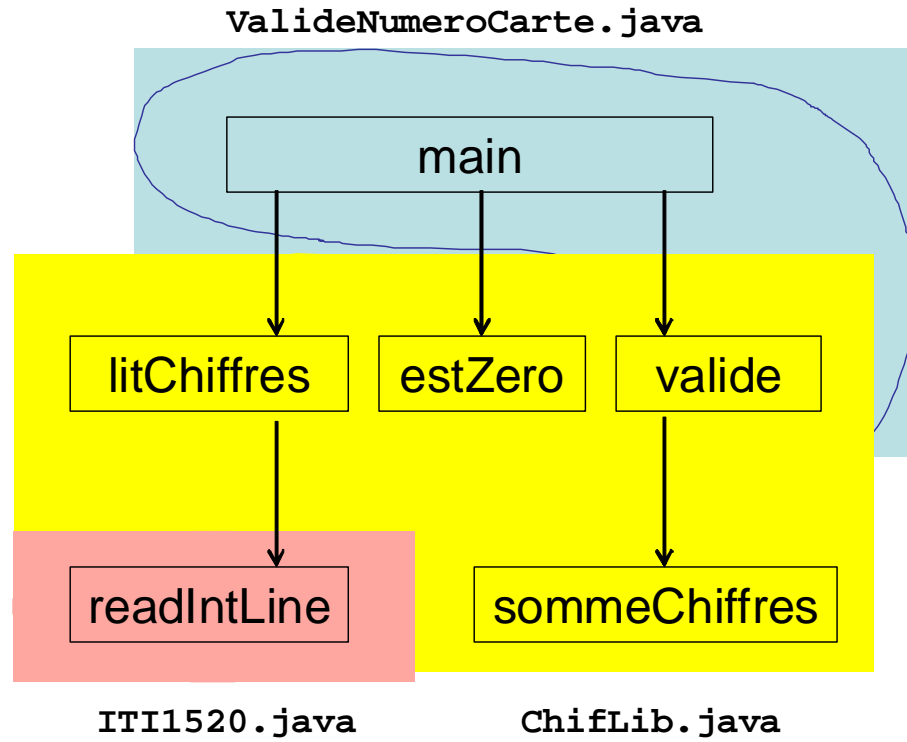 ValideNumeroCarte.java
main
litChiffres estZero valide
readIntLine sommeChiffres
ITI1520.java ChifLib.java